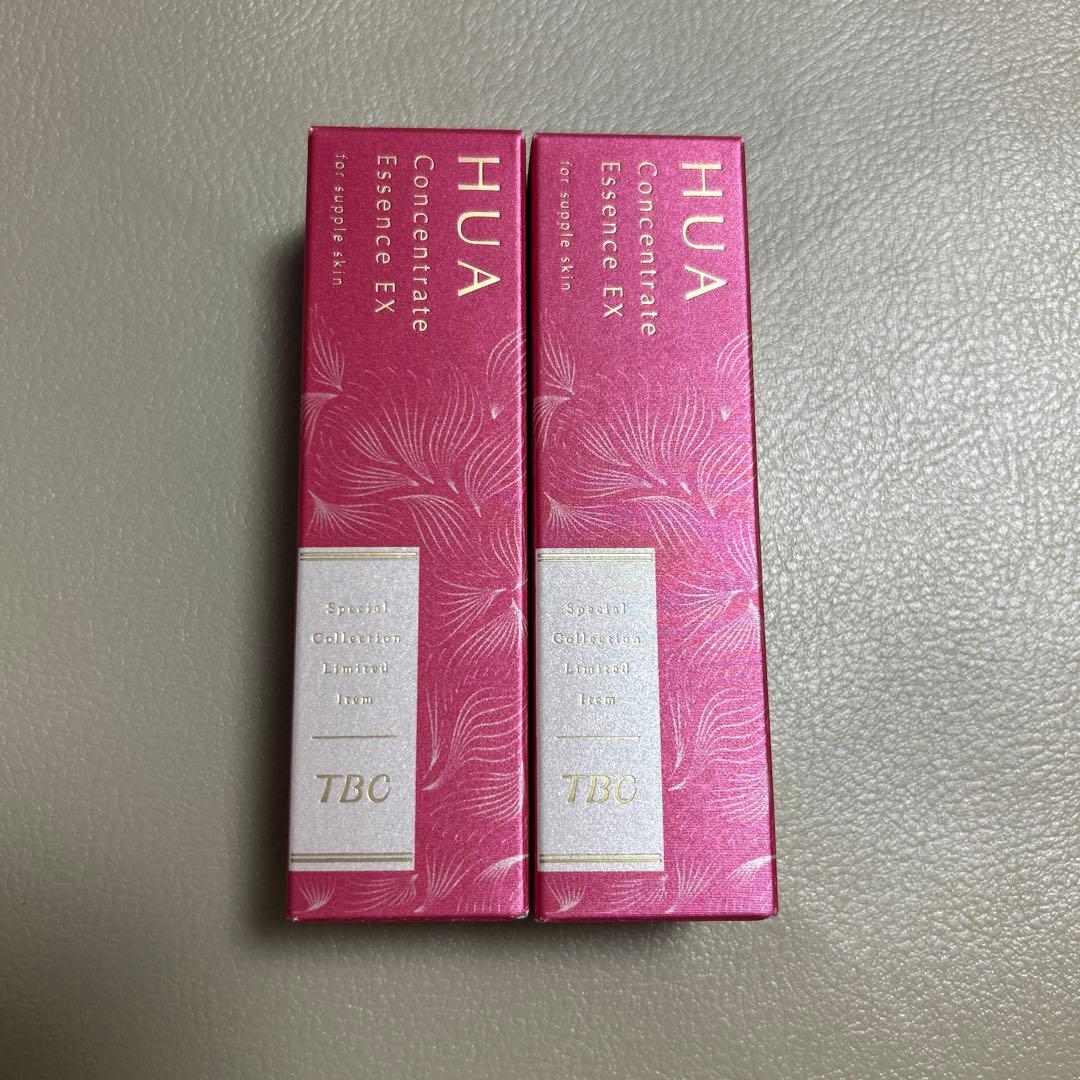 HUA
Concentrate
Essence EX
for supple skin
Special
Collection
Limited
Item
TBC
HUA
Concentrate
Essence EX
for supple skin
Special
Collection
Limited
Item
TBC